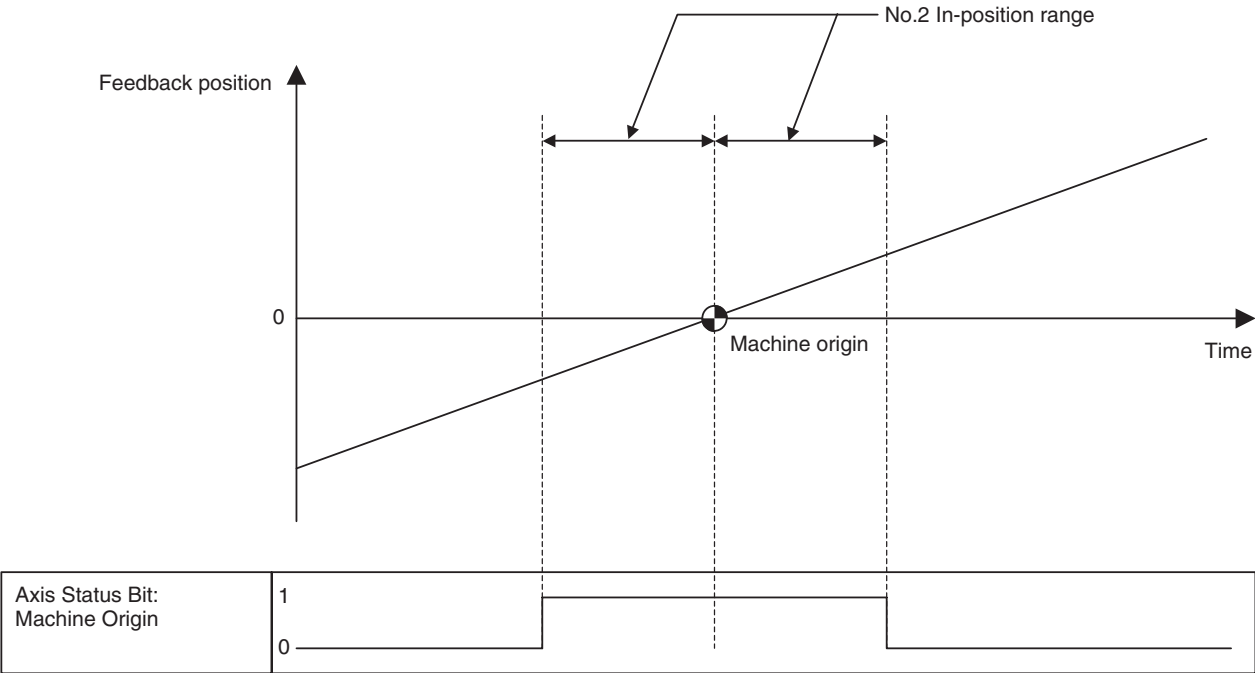 No.2 In-position range
Feedback position
0
Machine origin
Time
Axis Status Bit:
Machine Origin
1
0